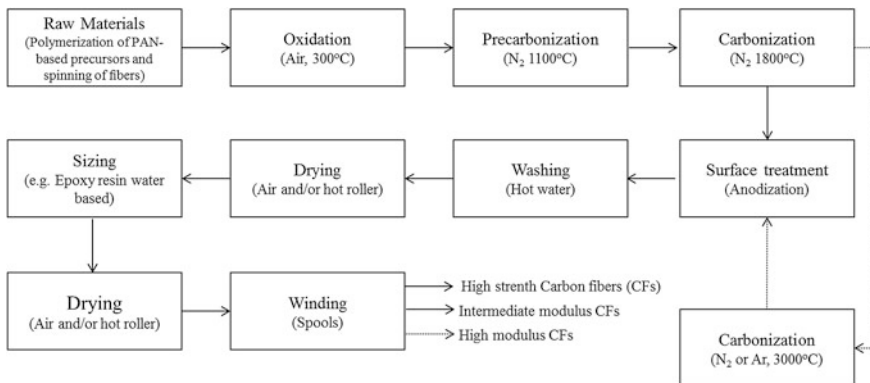 Raw Materials
(Polymerization of PAN-
based precursors and
spinning of fibers)
Oxidation
(Air, 300°C)
Precarbonization
(N₂ 1100°C)
Carbonization
(N₂ 1800°C)
Surface treatment
(Anodization)
Washing
(Hot water)
Drying
(Air and/or hot roller)
Sizing
(e.g. Epoxy resin water
based)
Drying
(Air and/or hot roller)
Winding
(Spools)
High strenth Carbon fibers (CFs)
Intermediate modulus CFs
High modulus CFs
Carbonization
(N₂ or Ar, 3000°C)